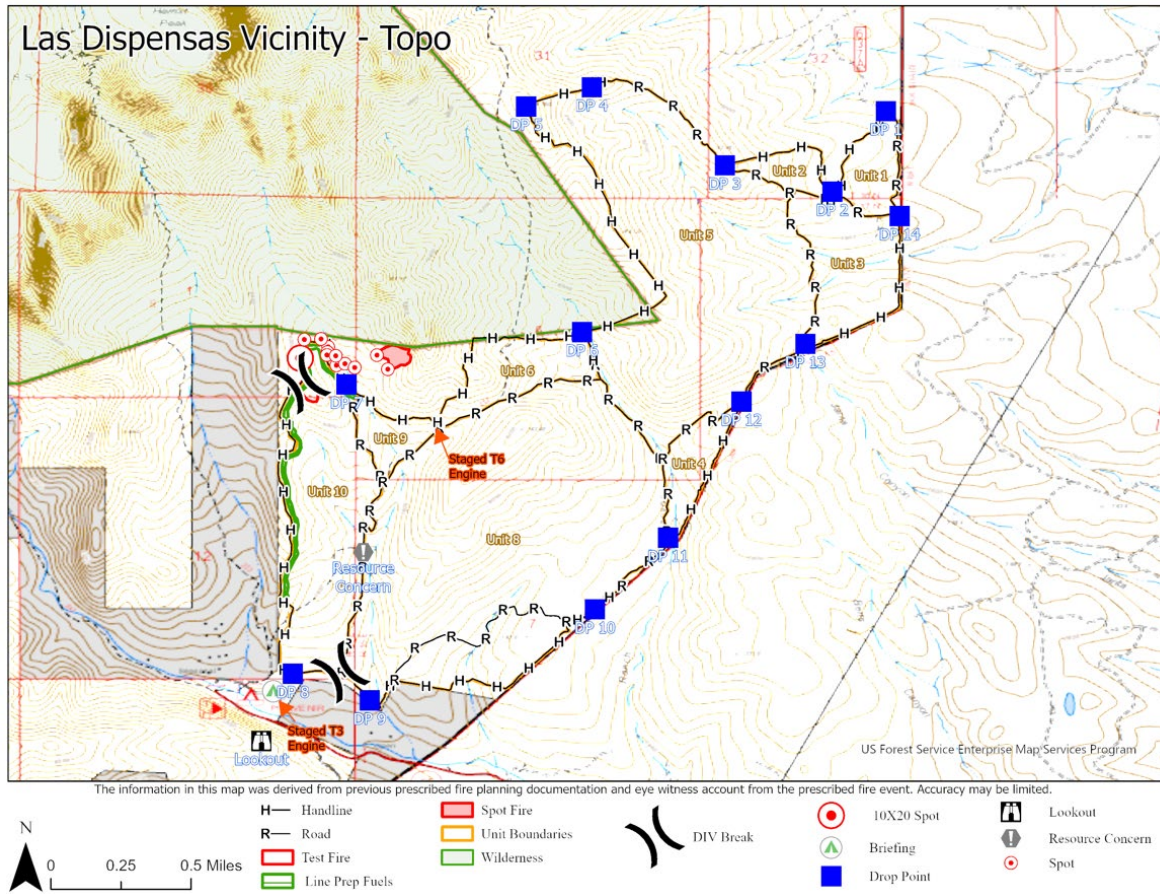 Las Dispensas Vicinity - Topo
31
32
DP 4
DP 5
DP 1
DP 3
Unit 2
Unit 1
DP 2
DP 14
Unit 5
Unit 3
DP 6
DP 13
Unit 6
DP 7
DP 12
Unit 9
Staged T6
Engine
Unit 4
Unit 10
Unit 8
DP 11
12
Resource
Concern
DP 10
DP 8
DP 9
Staged T3
Engine
Lookout
US Forest Service Enterprise Map Services Program
The information in this map was derived from previous prescribed fire planning documentation and eye witness account from the prescribed fire event. Accuracy may be limited.
N
0 0.25 0.5 Miles
H Handline
R Road
Test Fire
Line Prep Fuels
Spot Fire
Unit Boundaries
Wilderness
DIV Break
10X20 Spot
Briefing
Drop Point
Lookout
Resource Concern
Spot